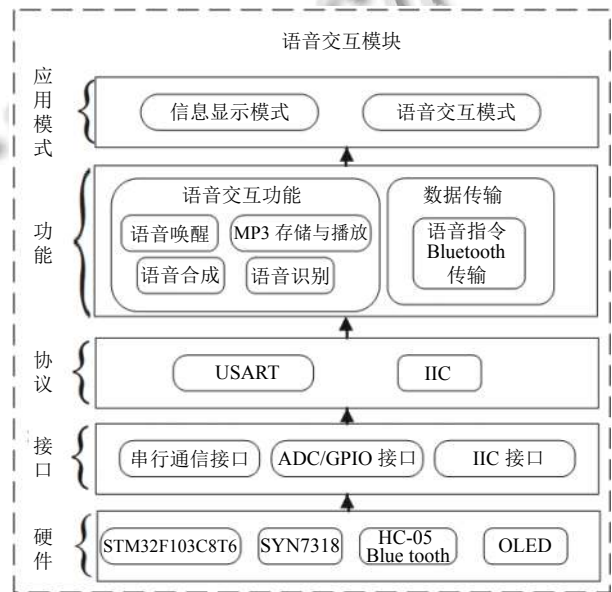 语音交互模块
应用模式
信息显示模式
语音交互模式
功能
语音交互功能
语音唤醒
MP3 存储与播放
语音合成
语音识别
数据传输
语音指令
Bluetooth
传输
协议
USART
IIC
接口
串行通信接口
ADC/GPIO 接口
IIC 接口
硬件
STM32F103C8T6
SYN7318
HC-05
Blue tooth
OLED